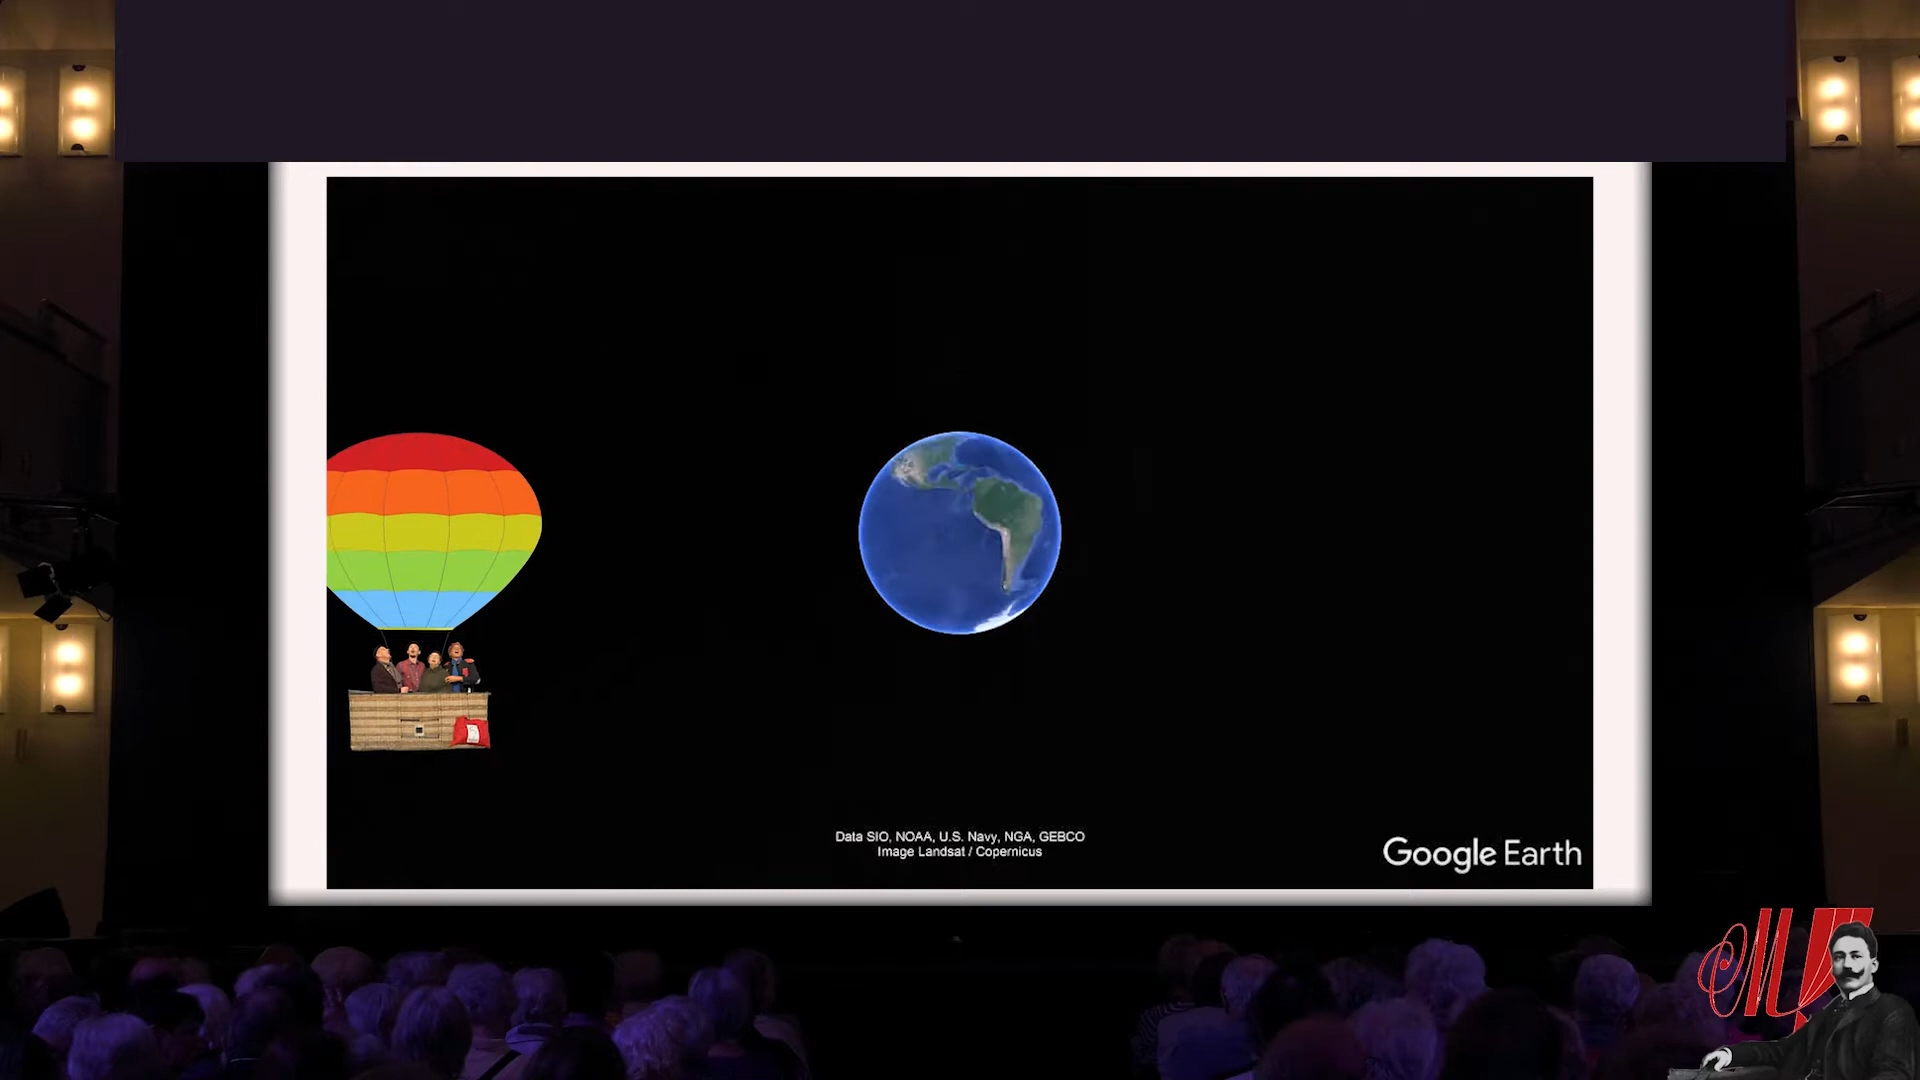 Data SIO, NOAA, U.S. Navy, NGA, GEBCO
Image Landsat / Copernicus
Google Earth